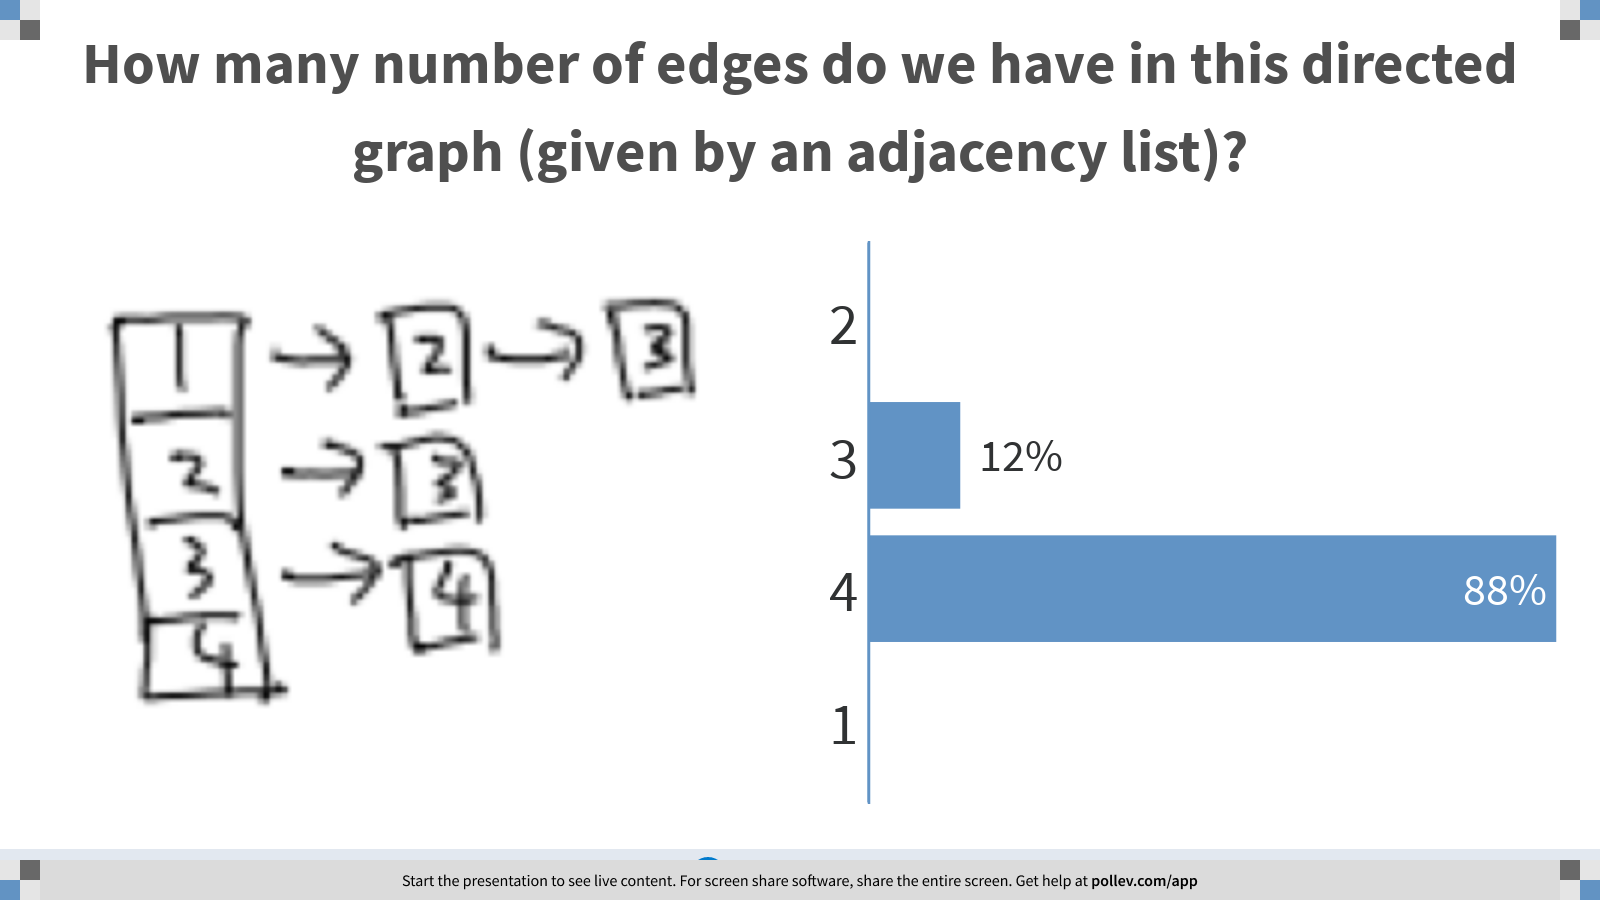 How many number of edges do we have in this directed
graph (given by an adjacency list)?
1 → 2 → 3
2 → 3
3 → 4
4
2
3 12%
4 88%
1
Start the presentation to see live content. For screen share software, share the entire screen. Get help at pollev.com/app